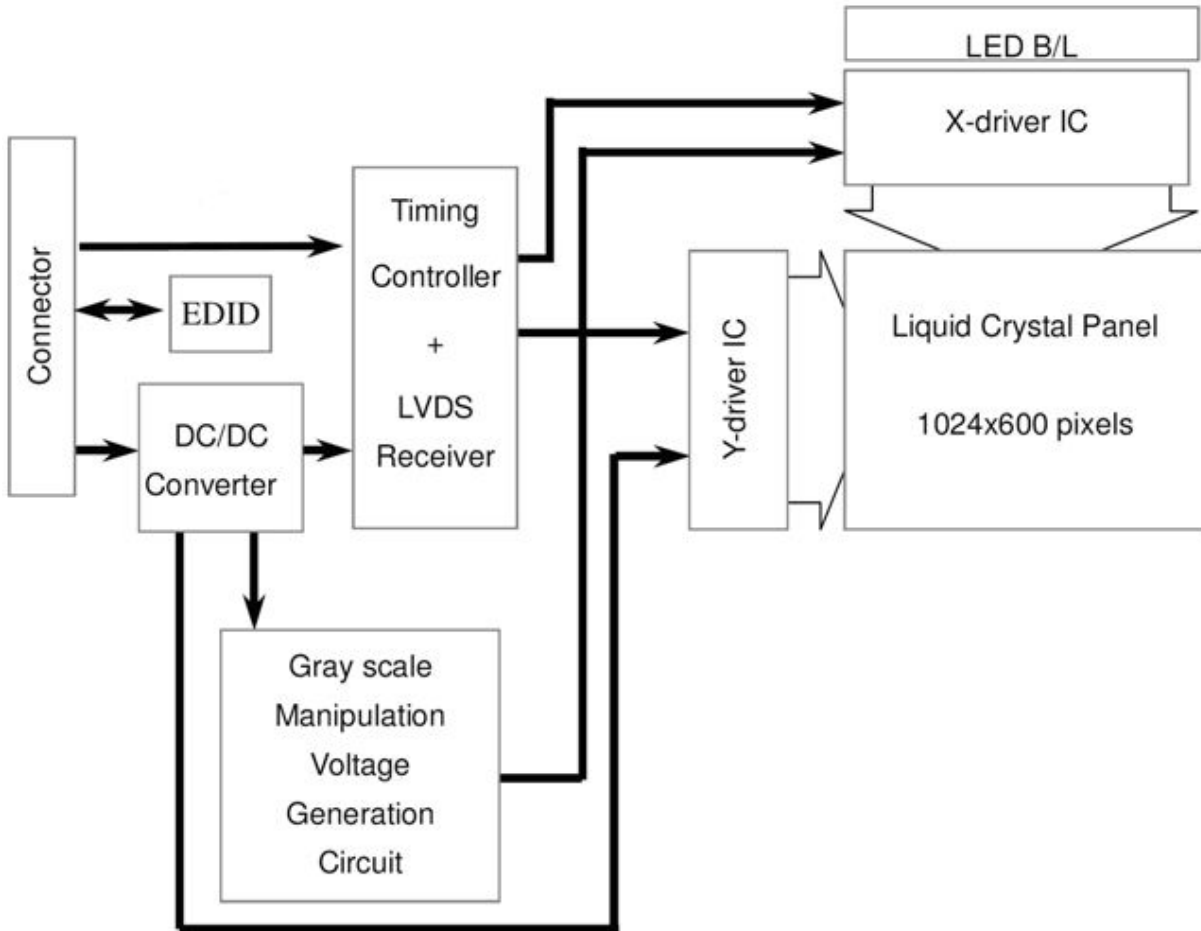 LED B/L
X-driver IC
Connector
Timing
Controller
+
LVDS
Receiver
EDID
DC/DC
Converter
Y-driver IC
Liquid Crystal Panel
1024x600 pixels
Gray scale
Manipulation
Voltage
Generation
Circuit